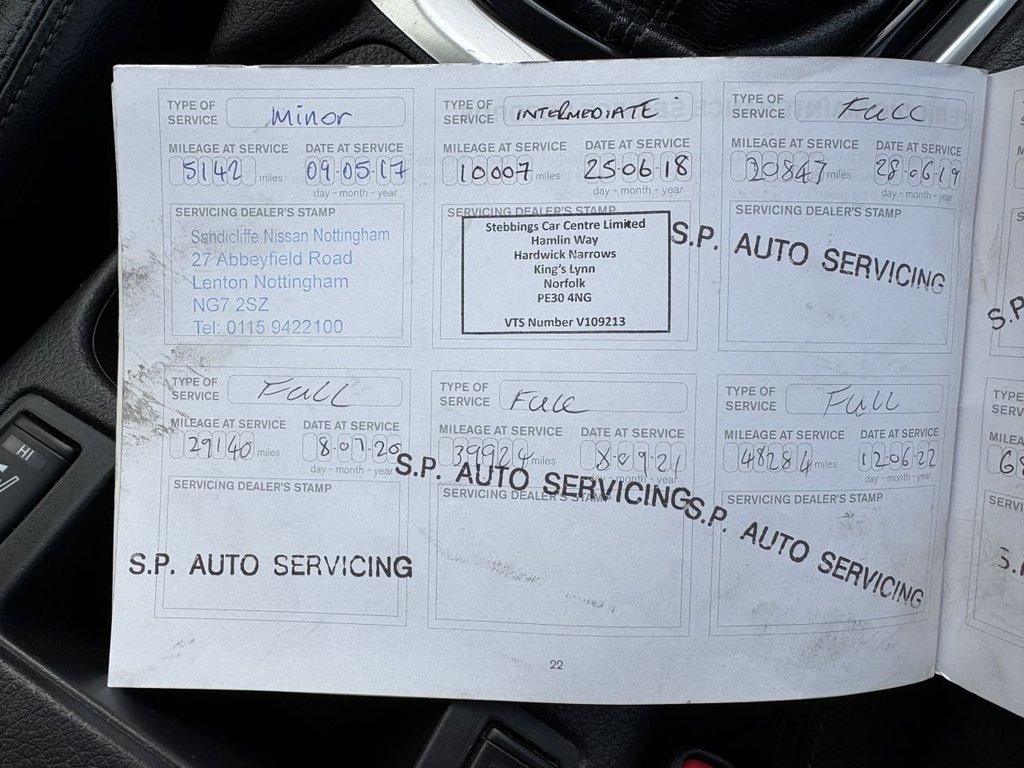 TYPE OF SERVICE Minor
MILEAGE AT SERVICE DATE AT SERVICE
5142 miles 09-05-17
day - month - year
SERVICING DEALER'S STAMP
Sandicliffe Nissan Nottingham
27 Abbeyfield Road
Lenton Nottingham
NG7 2SZ
Tel: 0115 9422100
TYPE OF SERVICE INTERMEDIATE
MILEAGE AT SERVICE DATE AT SERVICE
10007 miles 25-06-18
day - month - year
SERVICING DEALER'S STAMP
Stebbings Car Centre Limited
Hamlin Way
Hardwick Narrows
King's Lynn
Norfolk
PE30 4NG
VTS Number V109213
TYPE OF SERVICE FULL
MILEAGE AT SERVICE DATE AT SERVICE
20847 miles 28-06-19
day - month - year
SERVICING DEALER'S STAMP
S.P. AUTO SERVICING
TYPE OF SERVICE FULL
MILEAGE AT SERVICE DATE AT SERVICE
29140 miles 8-07-20
day - month - year
SERVICING DEALER'S STAMP
S.P. AUTO SERVICING
TYPE OF SERVICE FULL
MILEAGE AT SERVICE DATE AT SERVICE
39924 miles 8-09-21
month - year
SERVICING DEALER'S STAMP
S.P. AUTO SERVICING
TYPE OF SERVICE FULL
MILEAGE AT SERVICE DATE AT SERVICE
48284 miles 12-06-22
day - month - year
SERVICING DEALER'S STAMP
S.P. AUTO SERVICING
22
HI